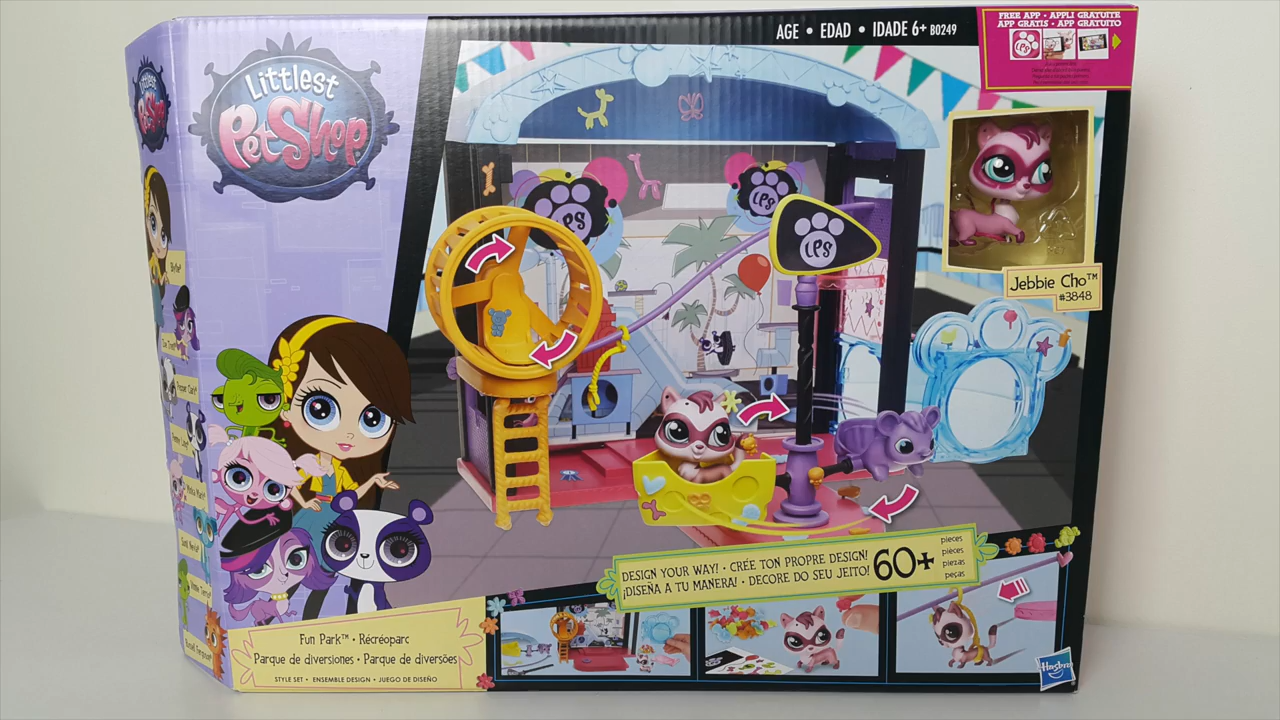 AGE • EDAD • IDADE 6+ B0249
FREE APP • APPLI GRATUITE
APP GRATIS • APP GRATUITO
Littlest
PetShop
LPS
LPS
LPS
Jebbie Cho™
#3848
Blythe®
DESIGN YOUR WAY! • CRÉE TON PROPRE DESIGN!
¡DISEÑA A TU MANERA! • DECORE DO SEU JEITO!
60+
pieces
pièces
piezas
peças
Fun Park™ • Récréoparc
Parque de diversiones • Parque de diversões
STYLE SET • ENSEMBLE DESIGN • JUEGO DE DISEÑO
Hasbro